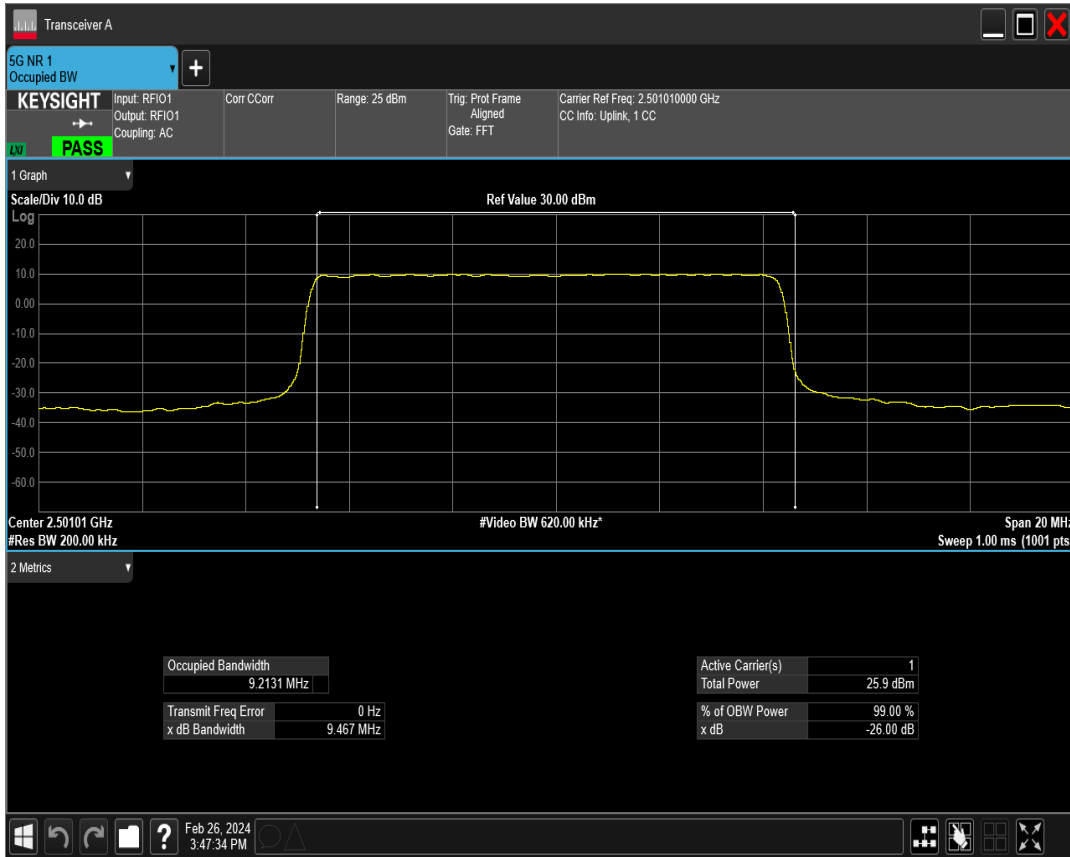 Transceiver A
5G NR 1
Occupied BW
KEYSIGHT
LXI
PASS
Input: RFIO1
Output: RFIO1
Coupling: AC
Corr CCorr
Range: 25 dBm
Trig: Prot Frame
Aligned
Gate: FFT
Carrier Ref Freq: 2.501010000 GHz
CC Info: Uplink, 1 CC
1 Graph
Scale/Div 10.0 dB
Ref Value 30.00 dBm
Log
20.0
10.0
0.00
-10.0
-20.0
-30.0
-40.0
-50.0
-60.0
Center 2.50101 GHz
#Video BW 620.00 kHz*
Span 20 MHz
#Res BW 200.00 kHz
Sweep 1.00 ms (1001 pts
2 Metrics
Occupied Bandwidth
9.2131 MHz
Transmit Freq Error 0 Hz
x dB Bandwidth 9.467 MHz
Active Carrier(s) 1
Total Power 25.9 dBm
% of OBW Power 99.00 %
x dB -26.00 dB
?
Feb 26, 2024
3:47:34 PM